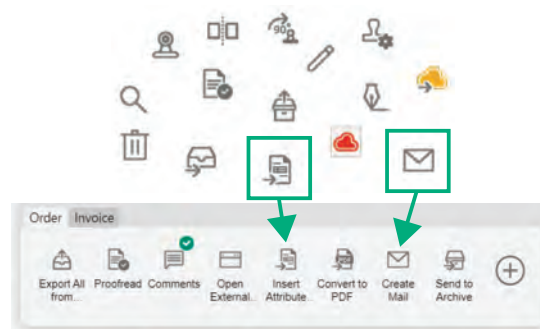 90°
Order Invoice
Export All from... Proofread Comments Open External... Insert Attribute... Convert to PDF Create Mail Send to Archive